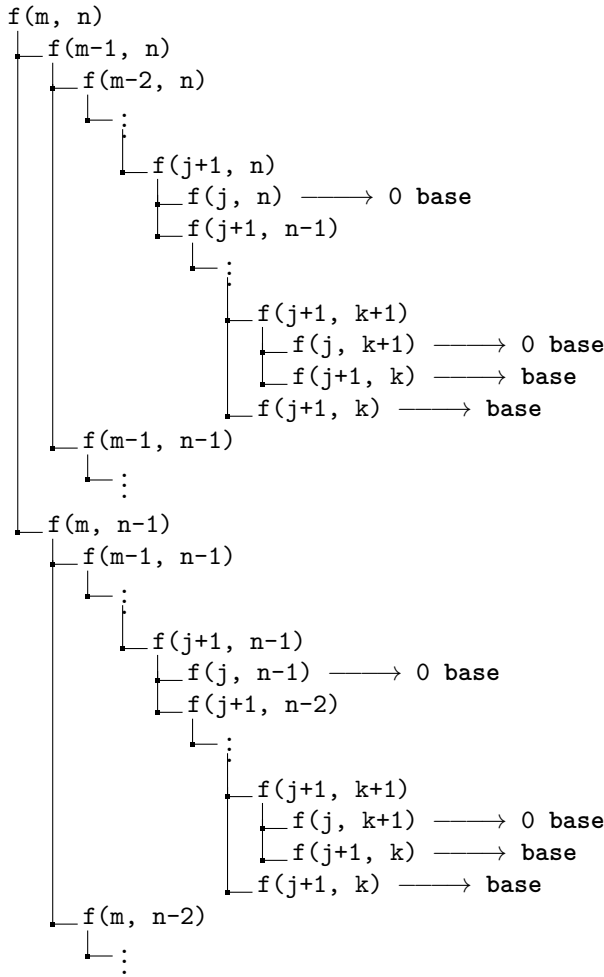 f(m, n)
f(m-1, n)
f(m-2, n)
⋮
f(j+1, n)
f(j, n) ⟶ 0 base
f(j+1, n-1)
⋮
f(j+1, k+1)
f(j, k+1) ⟶ 0 base
f(j+1, k) ⟶ base
f(j+1, k) ⟶ base
f(m-1, n-1)
⋮
f(m, n-1)
f(m-1, n-1)
⋮
f(j+1, n-1)
f(j, n-1) ⟶ 0 base
f(j+1, n-2)
⋮
f(j+1, k+1)
f(j, k+1) ⟶ 0 base
f(j+1, k) ⟶ base
f(j+1, k) ⟶ base
f(m, n-2)
⋮